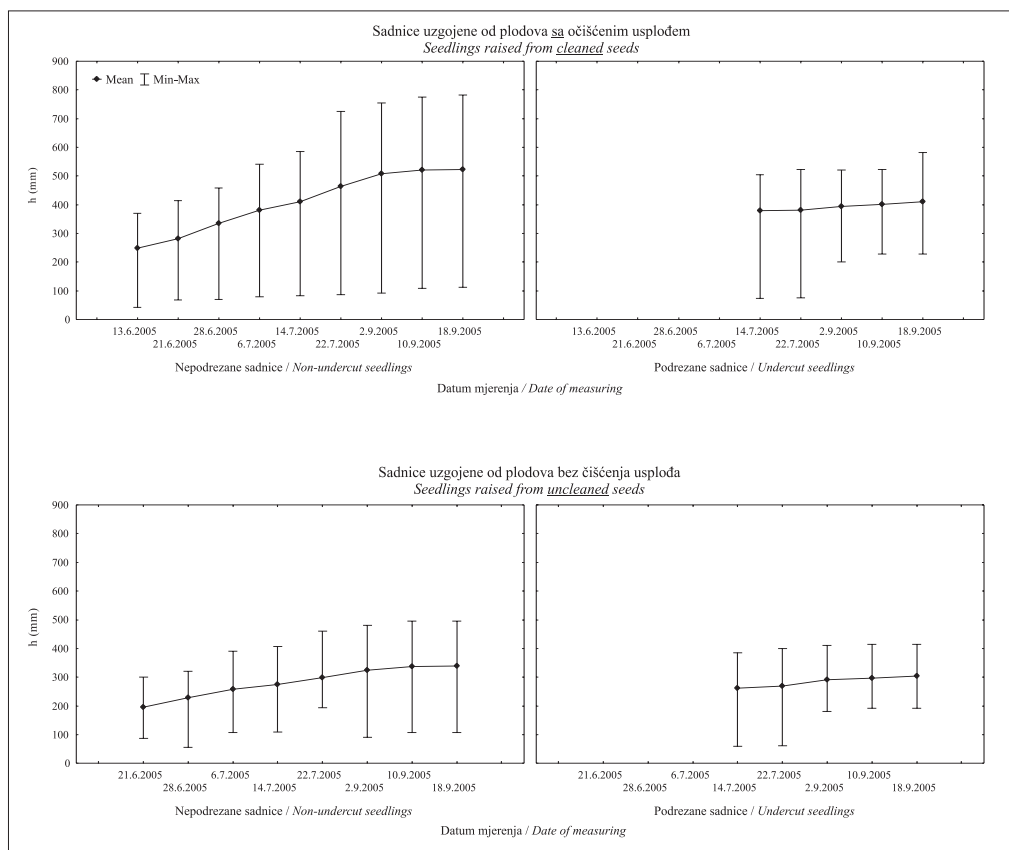 Sadnice uzgojene od plodova sa očišćenim usplođem
Seedlings raised from cleaned seeds
900
800
700
600
500
400
300
200
100
0
h (mm)
Mean Min-Max
13.6.2005 28.6.2005 14.7.2005 2.9.2005 18.9.2005
21.6.2005 6.7.2005 22.7.2005 10.9.2005
Nepodrezane sadnice / Non-undercut seedlings
13.6.2005 28.6.2005 14.7.2005 2.9.2005 18.9.2005
21.6.2005 6.7.2005 22.7.2005 10.9.2005
Podrezane sadnice / Undercut seedlings
Datum mjerenja / Date of measuring
Sadnice uzgojene od plodova bez čišćenja usplođa
Seedlings raised from uncleaned seeds
900
800
700
600
500
400
300
200
100
0
h (mm)
21.6.2005 6.7.2005 22.7.2005 10.9.2005
28.6.2005 14.7.2005 2.9.2005 18.9.2005
Nepodrezane sadnice / Non-undercut seedlings
21.6.2005 6.7.2005 22.7.2005 10.9.2005
28.6.2005 14.7.2005 2.9.2005 18.9.2005
Podrezane sadnice / Undercut seedlings
Datum mjerenja / Date of measuring